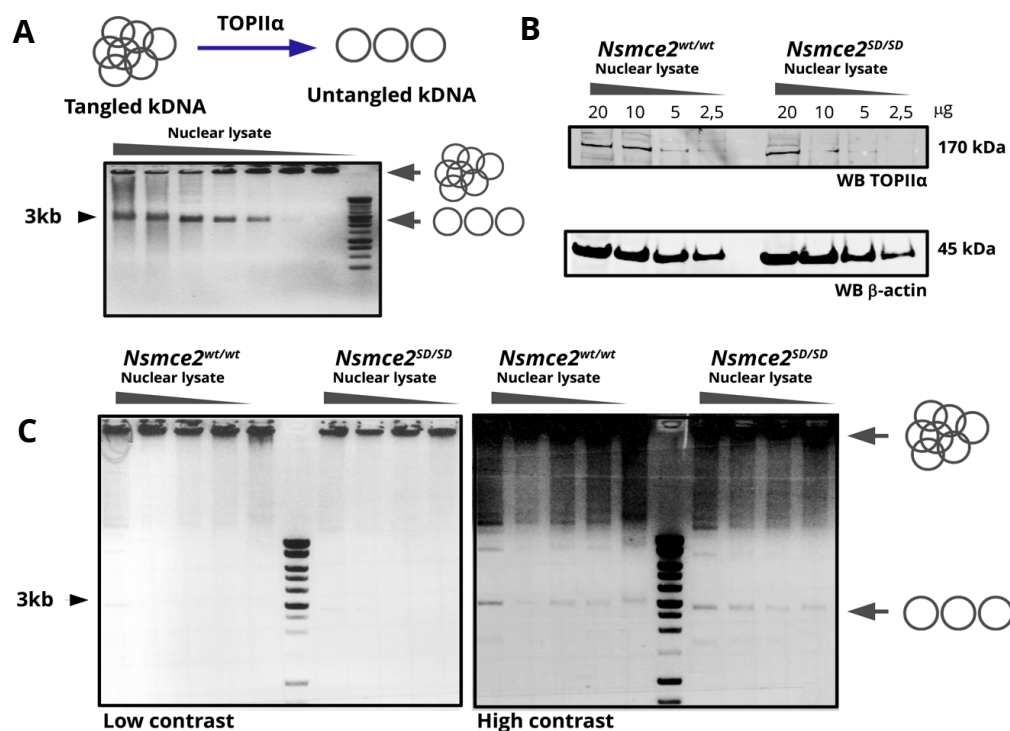 A
TOPIIα
Tangled kDNA
Untangled kDNA
Nuclear lysate
3kb
B
Nsmce2wt/wt
Nsmce2SD/SD
Nuclear lysate
Nuclear lysate
20 10 5 2,5 20 10 5 2,5 µg
170 kDa
WB TOPIIα
45 kDa
WB β-actin
Nsmce2wt/wt
Nsmce2SD/SD
Nsmce2wt/wt
Nsmce2SD/SD
Nuclear lysate
Nuclear lysate
Nuclear lysate
Nuclear lysate
C
3kb
Low contrast
High contrast